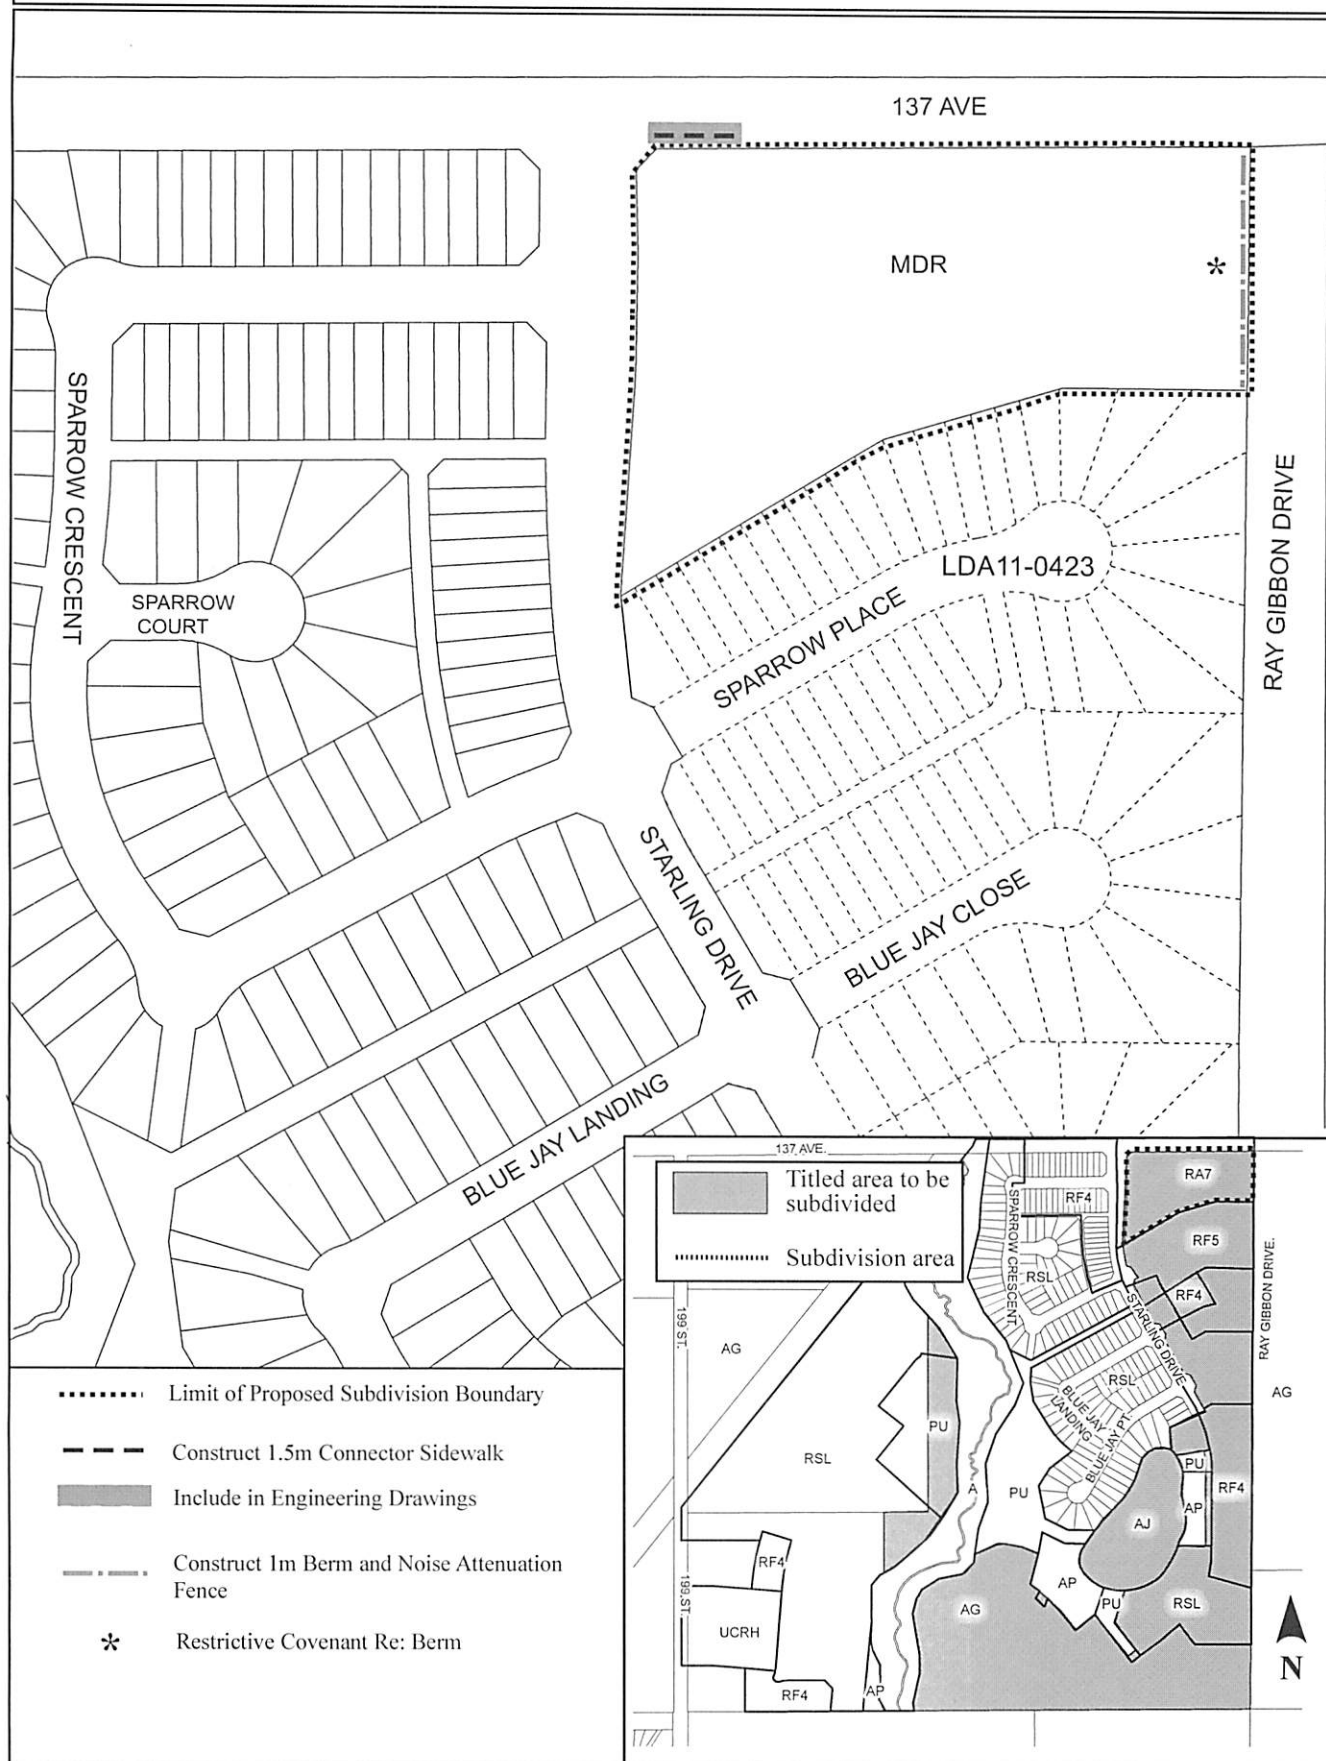 137 AVE
MDR
*
SPARROW CRESCENT
SPARROW
COURT
LDA11-0423
SPARROW PLACE
RAY GIBBON DRIVE
STARLING DRIVE
BLUE JAY CLOSE
BLUE JAY LANDING
Limit of Proposed Subdivision Boundary
Construct 1.5m Connector Sidewalk
Include in Engineering Drawings
Construct 1m Berm and Noise Attenuation
Fence
* Restrictive Covenant Re: Berm
137 AVE.
Titled area to be
subdivided
Subdivision area
RA7
RF4
SPARROW CRESCENT
RF5
RSL
RF4
RAY GIBBON DRIVE.
199 ST.
STARLING DRIVE
AG
RSL
AG
BLUE JAY
LANDING
PU
BLUE JAY PT.
RSL
PU
A
PU
RF4
AP
AJ
RF4
AP
199 ST.
AG
PU
RSL
UCRH
N
RF4
AP